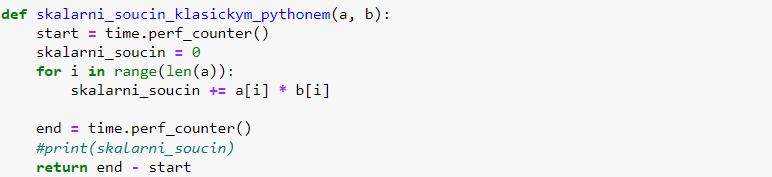 def skalarni_soucin_klasickym_pythonem(a, b):
    start = time.perf_counter()
    skalarni_soucin = 0
    for i in range(len(a)):
        skalarni_soucin += a[i] * b[i]

    end = time.perf_counter()
    #print(skalarni_soucin)
    return end - start